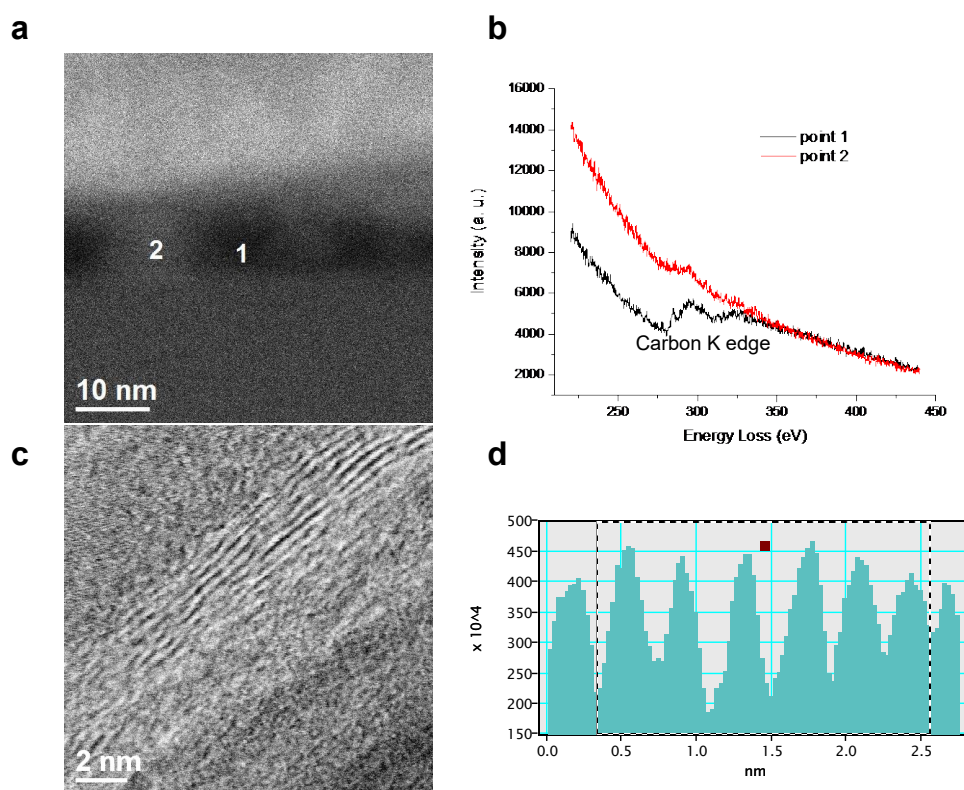 a
2
1
10 nm
b
16000
14000
12000
10000
8000
6000
4000
2000
Intensity (a. u.)
point 1
point 2
Carbon K edge
250
300
350
400
450
Energy Loss (eV)
c
2 nm
d
500
450
400
350
300
250
200
150
x 10^4
0.0
0.5
1.0
1.5
2.0
2.5
nm